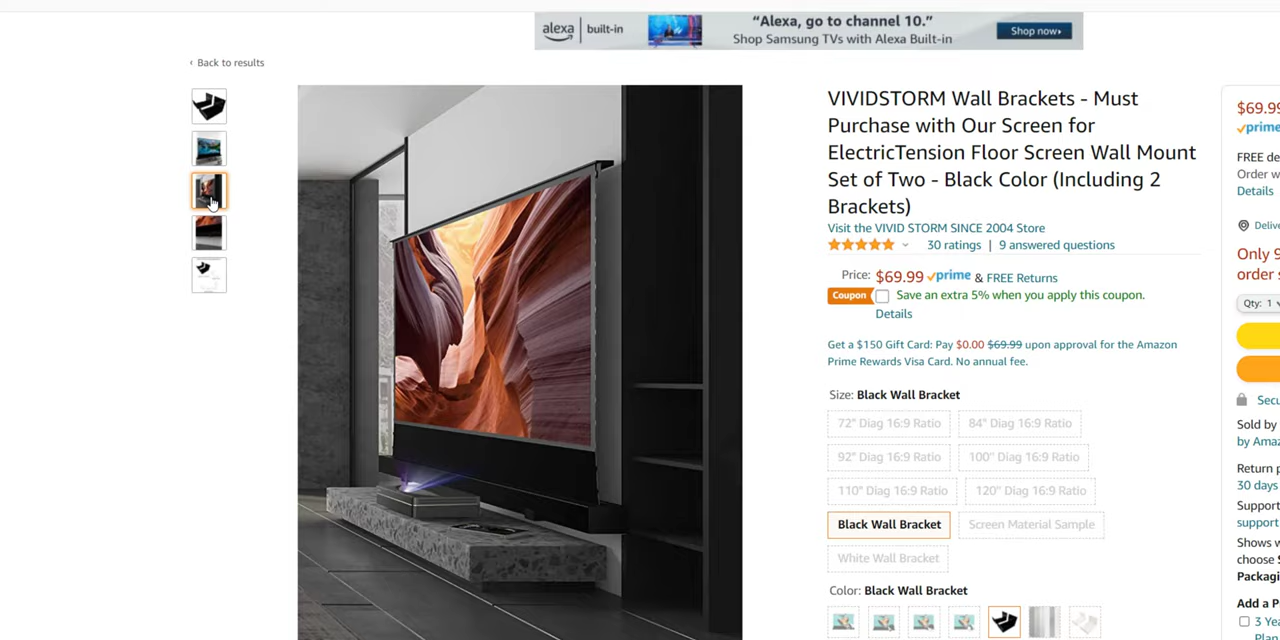 alexa built-in
"Alexa, go to channel 10."
Shop Samsung TVs with Alexa Built-in
Shop now›
‹ Back to results
VIVIDSTORM Wall Brackets - Must
Purchase with Our Screen for
ElectricTension Floor Screen Wall Mount
Set of Two - Black Color (Including 2
Brackets)
Visit the VIVID STORM SINCE 2004 Store
30 ratings | 9 answered questions
Price: $69.99 prime & FREE Returns
Coupon Save an extra 5% when you apply this coupon.
Details
Get a $150 Gift Card: Pay $0.00 $69.99 upon approval for the Amazon
Prime Rewards Visa Card. No annual fee.
Size: Black Wall Bracket
72" Diag 16:9 Ratio
84" Diag 16:9 Ratio
92" Diag 16:9 Ratio
100" Diag 16:9 Ratio
110" Diag 16:9 Ratio
120" Diag 16:9 Ratio
Black Wall Bracket
Screen Material Sample
White Wall Bracket
Color: Black Wall Bracket
$69.99
prime
FREE de
Order w
Details
Delive
Only 9
order s
Qty: 1
Secu
Sold by
by Amaz
Return p
30 days
Support
support
Shows w
choose S
Packagi
Add a P
3 Yea
Plan